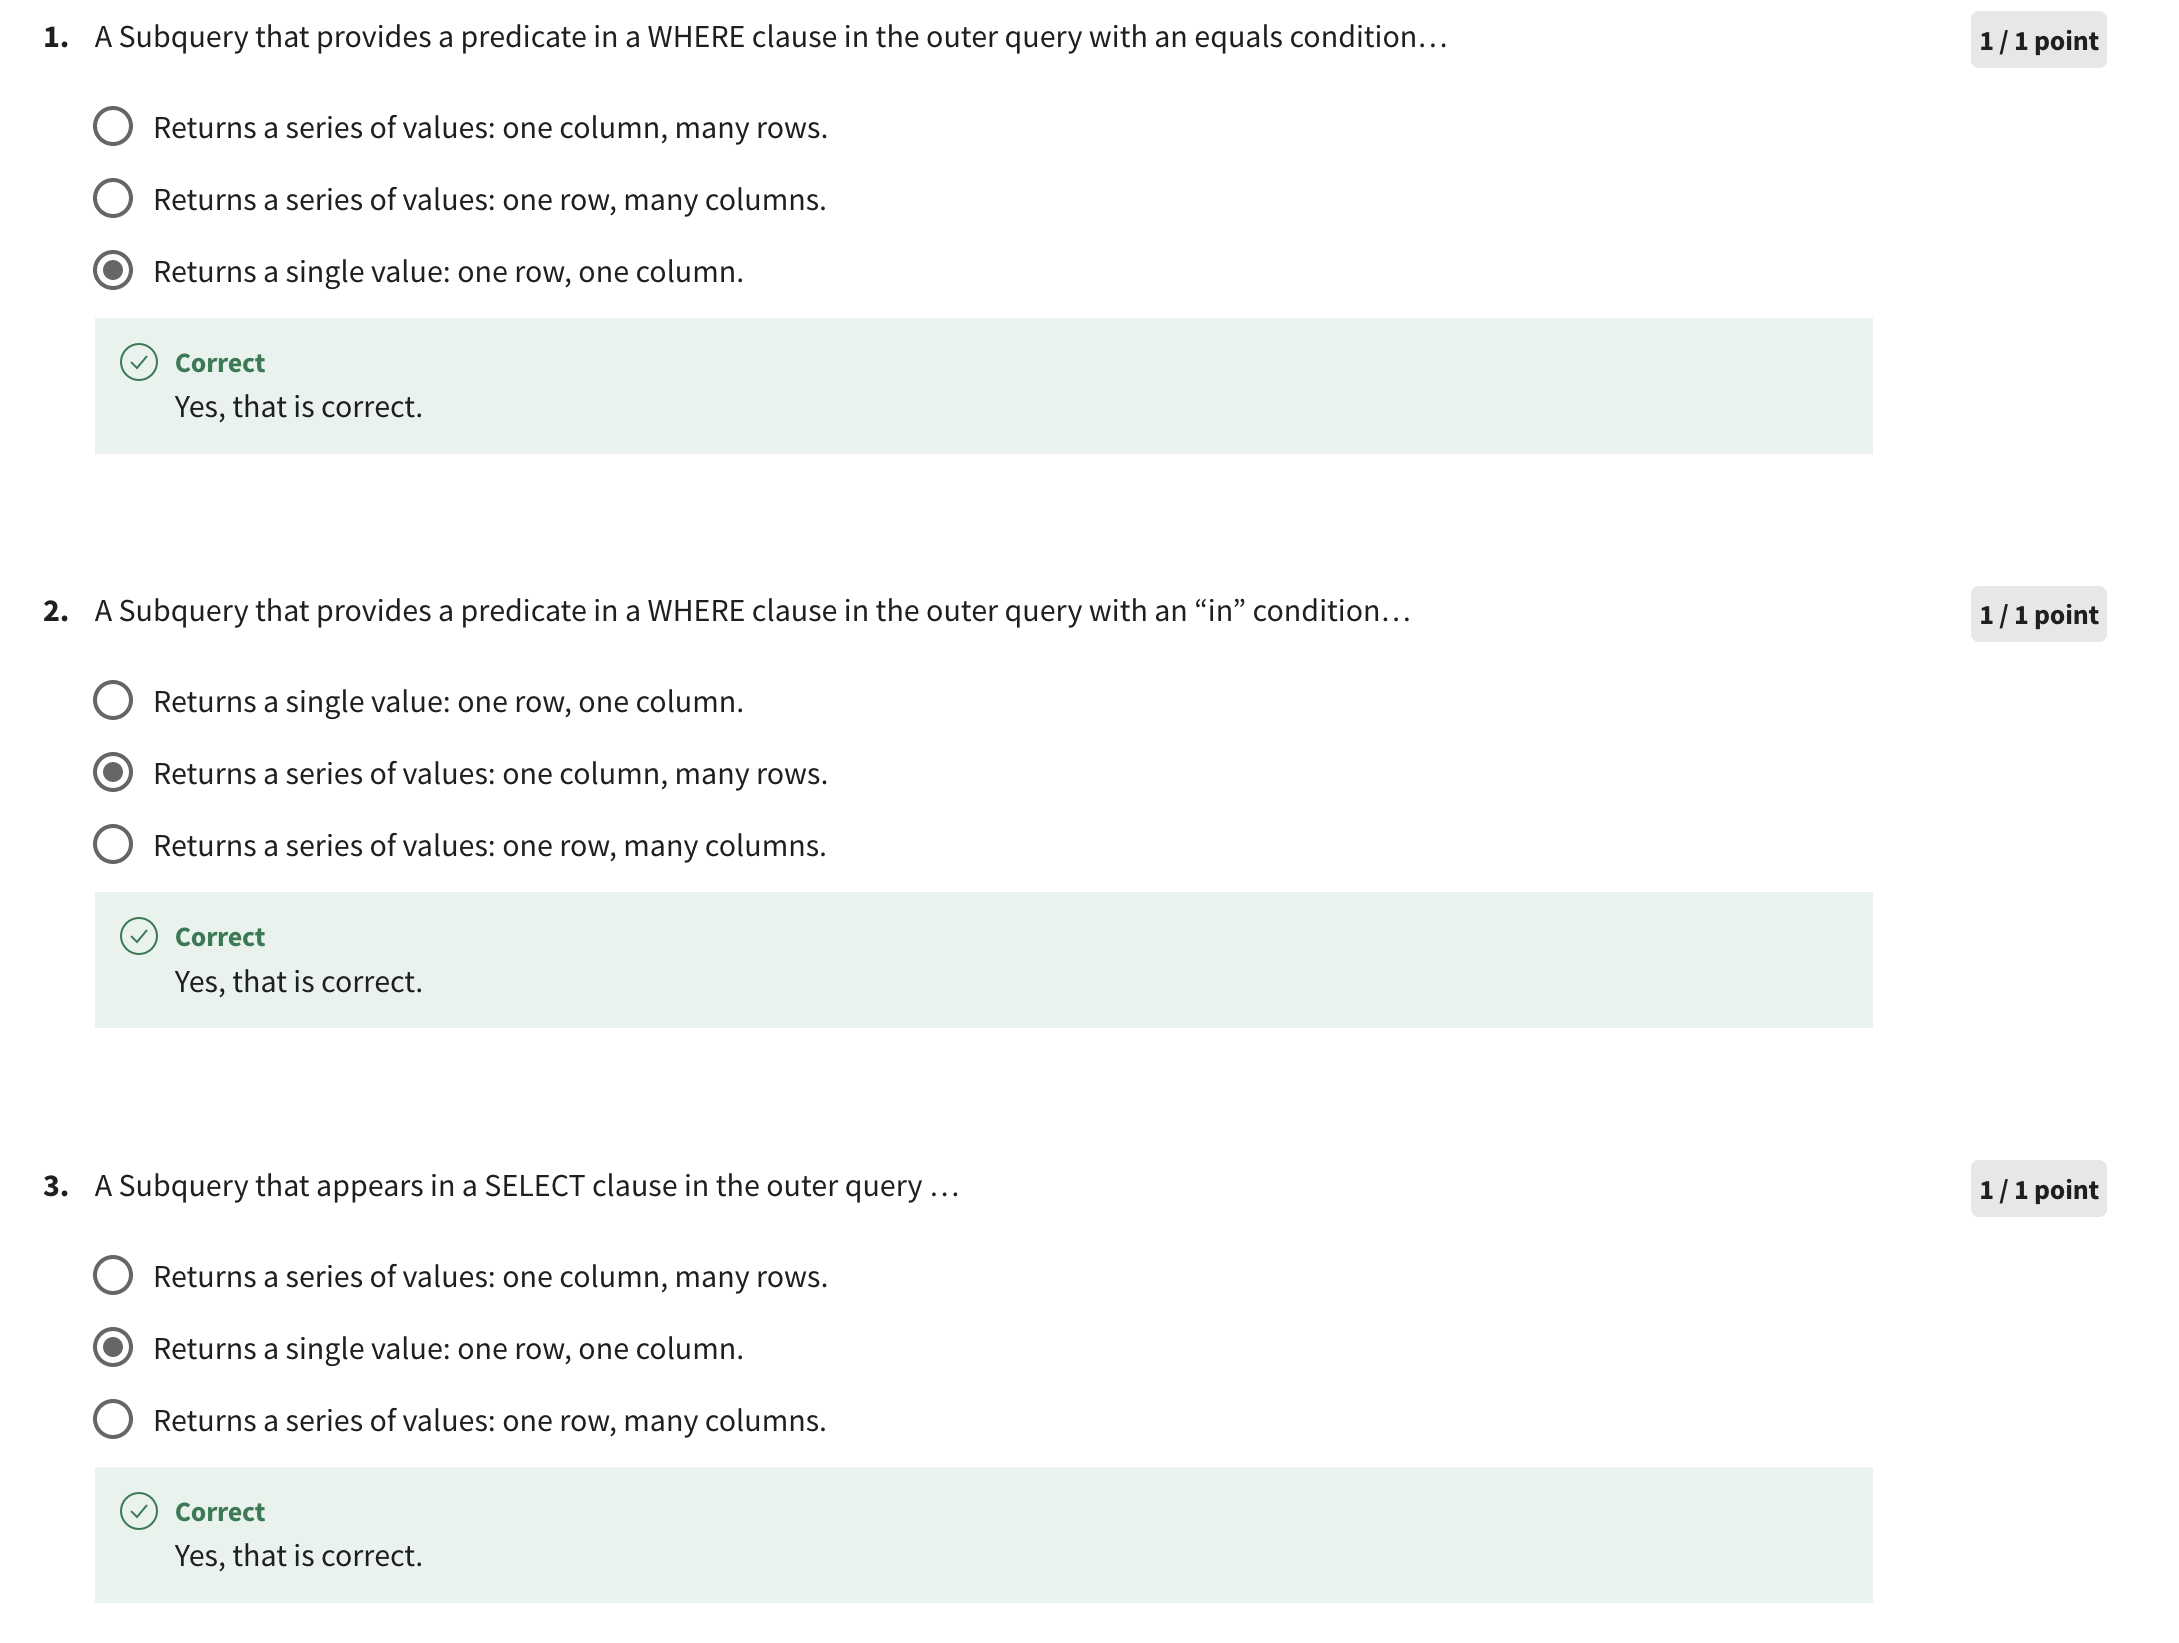 1. A Subquery that provides a predicate in a WHERE clause in the outer query with an equals condition…
1 / 1 point
Returns a series of values: one column, many rows.
Returns a series of values: one row, many columns.
Returns a single value: one row, one column.
Correct
Yes, that is correct.
2. A Subquery that provides a predicate in a WHERE clause in the outer query with an “in” condition…
1 / 1 point
Returns a single value: one row, one column.
Returns a series of values: one column, many rows.
Returns a series of values: one row, many columns.
Correct
Yes, that is correct.
3. A Subquery that appears in a SELECT clause in the outer query …
1 / 1 point
Returns a series of values: one column, many rows.
Returns a single value: one row, one column.
Returns a series of values: one row, many columns.
Correct
Yes, that is correct.